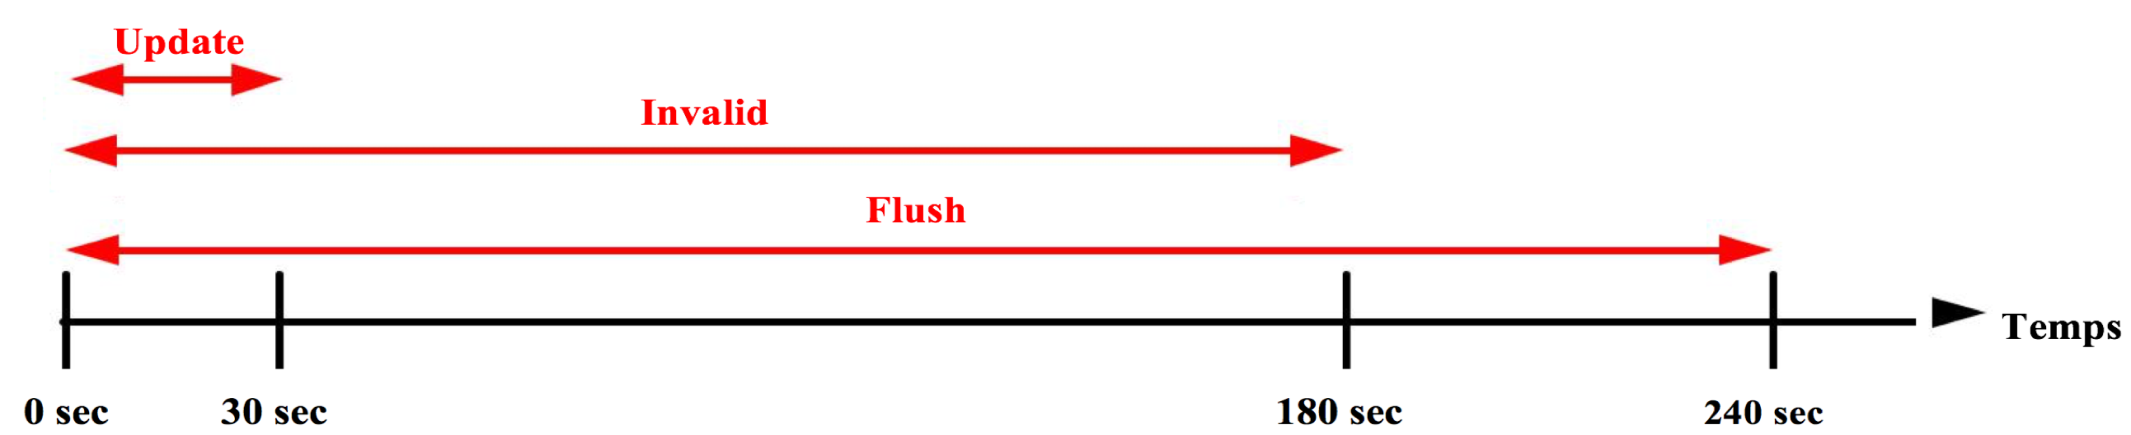 Update
Invalid
Flush
Temps
0 sec
30 sec
180 sec
240 sec